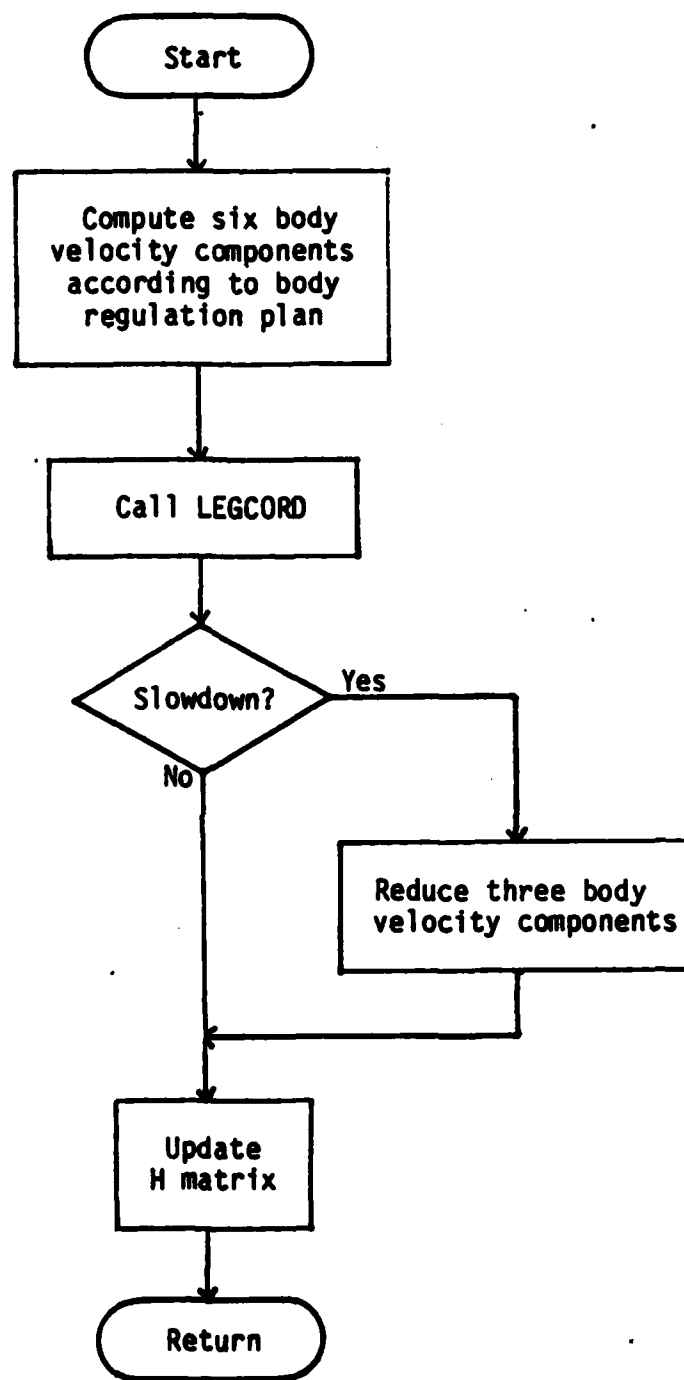 Start
Compute six body
velocity components
according to body
regulation plan
Call LEGCORD
Slowdown?
Yes
No
Reduce three body
velocity components
Update
H matrix
Return